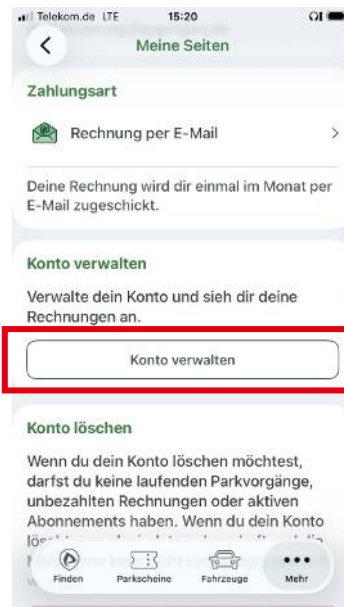 Telekom.de LTE 15:20
Meine Seiten
Zahlungsart
Rechnung per E-Mail
Deine Rechnung wird dir einmal im Monat per
E-Mail zugeschickt.
Konto verwalten
Verwalte dein Konto und sieh dir deine
Rechnungen an.
Konto verwalten
Konto löschen
Wenn du dein Konto löschen möchtest,
darfst du keine laufenden Parkvorgänge,
unbezahlten Rechnungen oder aktiven
Abonnements haben. Wenn du dein Konto
Finden Parkscheine Fahrzeuge Mehr